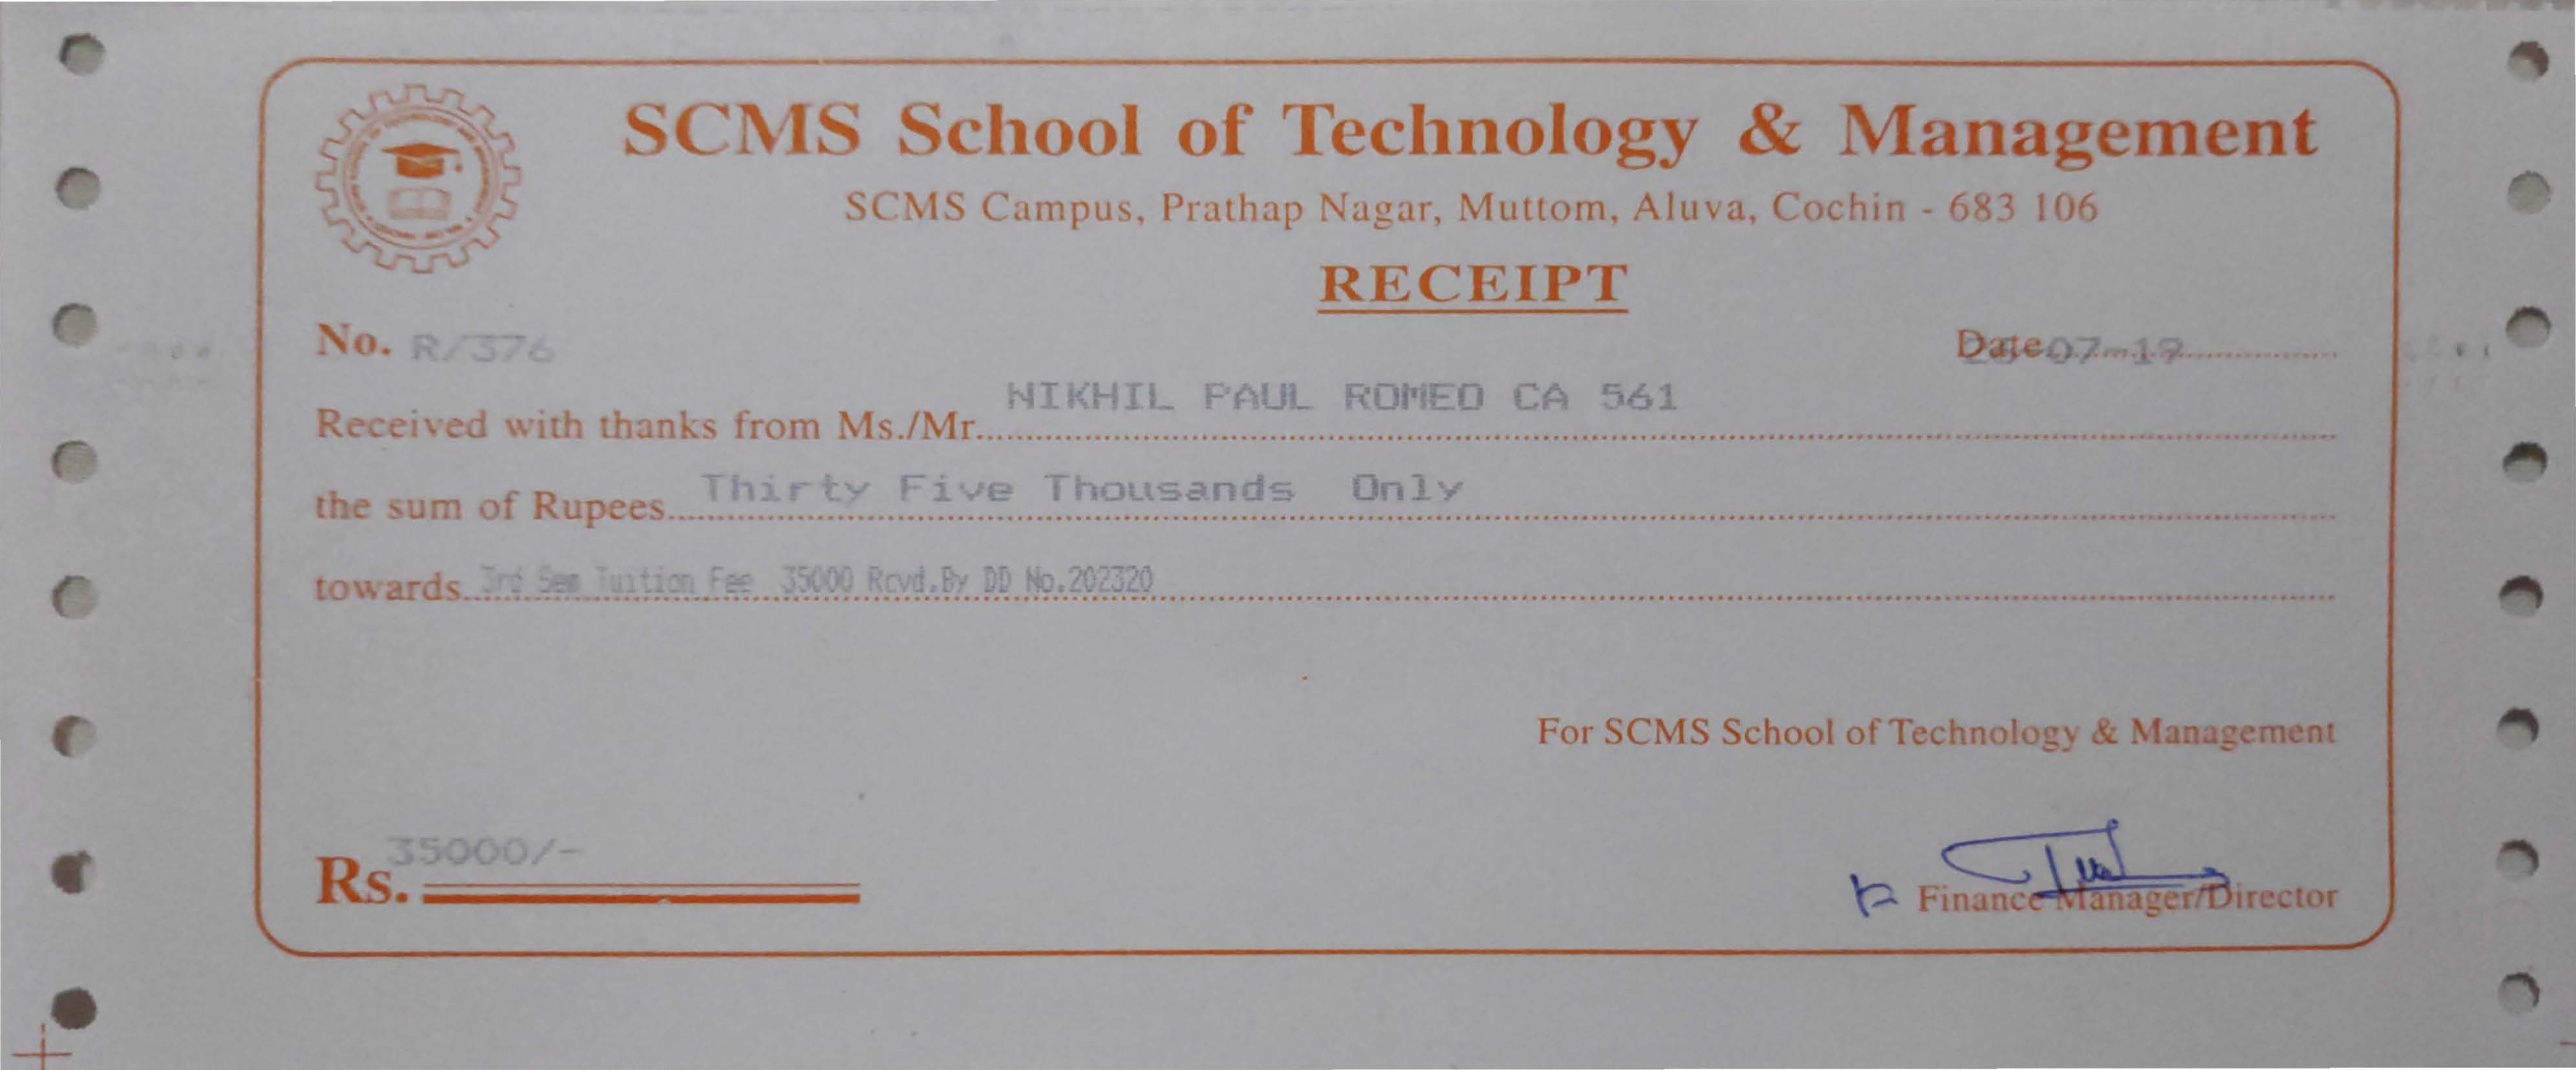 SCMS School of Technology & Management
SCMS Campus, Prathap Nagar, Muttom, Aluva, Cochin - 683 106
RECEIPT
No. R/376 Date 07-19
Received with thanks from Ms./Mr. NIKHIL PAUL ROMEO CA 561
the sum of Rupees Thirty Five Thousands Only
towards 3rd Sem Tuition Fee 35000 Rcvd.By DD No.202320
For SCMS School of Technology & Management
Rs. 35000/-
Finance Manager/Director